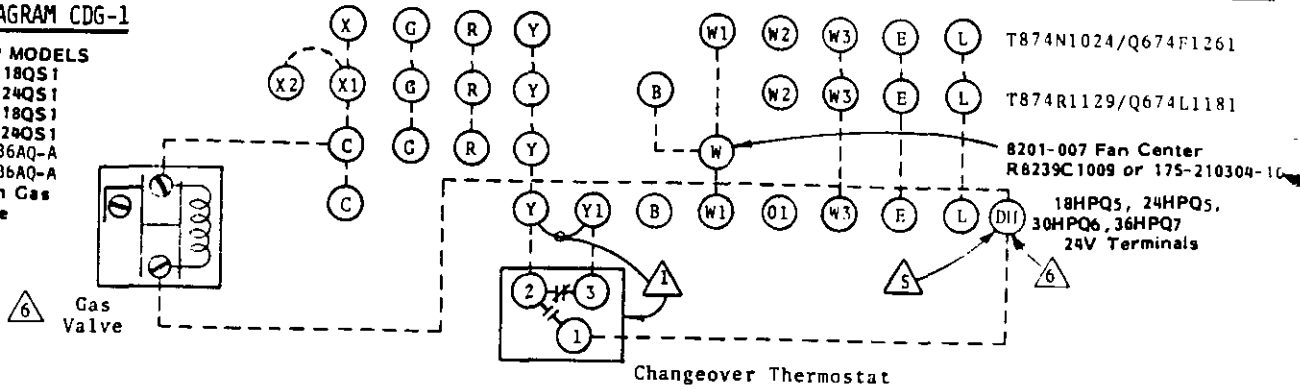 AGRAM CDG-1
MODELS
18QS1
24QS1
18QS1
24QS1
36AQ-A
36AQ-A
Gas
X G R Y W1 W2 W3 E L T874N1024/Q674F1261
X2 X1 G R Y B W2 W3 E L T874R1129/Q674L1181
C G R Y W
8201-007 Fan Center
R8239C1009 or 17S-210304-1
C Y Y1 B W1 O1 W3 E L DH
18HPQ5, 24HPQ5,
30HPQ6, 36HPQ7
24V Terminals
2 3 1
1
5
6
6
Gas
Valve
Changeover Thermostat